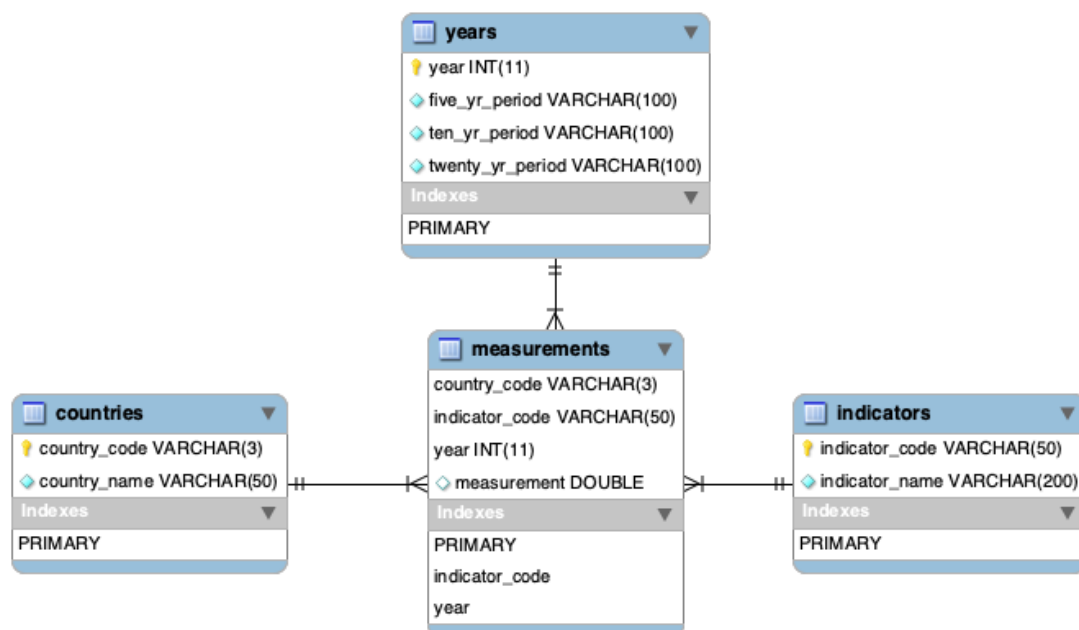 years
year INT(11)
five_yr_period VARCHAR(100)
ten_yr_period VARCHAR(100)
twenty_yr_period VARCHAR(100)
Indexes
PRIMARY
measurements
country_code VARCHAR(3)
indicator_code VARCHAR(50)
year INT(11)
measurement DOUBLE
Indexes
PRIMARY
indicator_code
year
countries
country_code VARCHAR(3)
country_name VARCHAR(50)
Indexes
PRIMARY
indicators
indicator_code VARCHAR(50)
indicator_name VARCHAR(200)
Indexes
PRIMARY